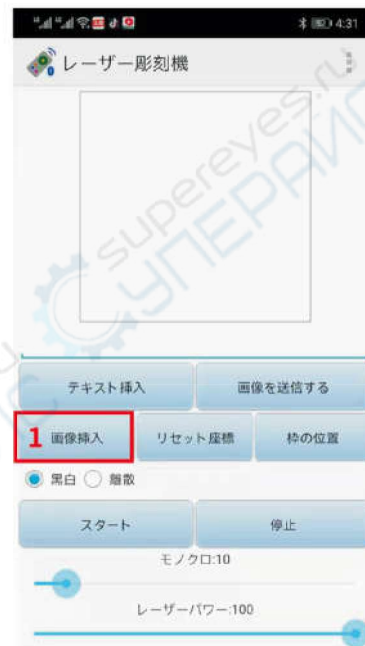 4:31
レーザー彫刻機
supereyes.ru
СУПЕРАЙС
テキスト挿入
画像を送信する
1 画像挿入
リセット座標
枠の位置
黑白
離散
スタート
停止
モノクロ:10
レーザーパワー:100